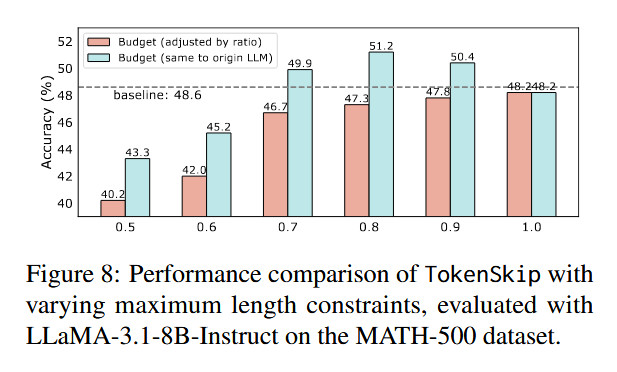 52
50
48
46
44
42
40
Accuracy (%)
Budget (adjusted by ratio)
Budget (same to origin LLM)
baseline: 48.6
40.2
43.3
42.0
45.2
46.7
49.9
47.3
51.2
47.8
50.4
48.2
48.2
0.5 0.6 0.7 0.8 0.9 1.0
Figure 8: Performance comparison of TokenSkip with
varying maximum length constraints, evaluated with
LLaMA-3.1-8B-Instruct on the MATH-500 dataset.